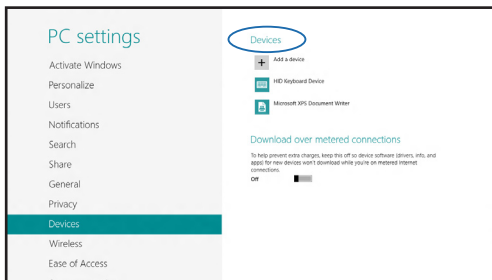 PC settings
Activate Windows
Personalize
Users
Notifications
Search
Share
General
Privacy
Devices
Wireless
Ease of Access
Devices
Add a device
HID Keyboard Device
Microsoft XPS Document Writer
Download over metered connections
To help prevent extra charges, keep this off so device software (drivers, info, and
apps) for new devices won't download while you're on metered Internet
connections.
Off